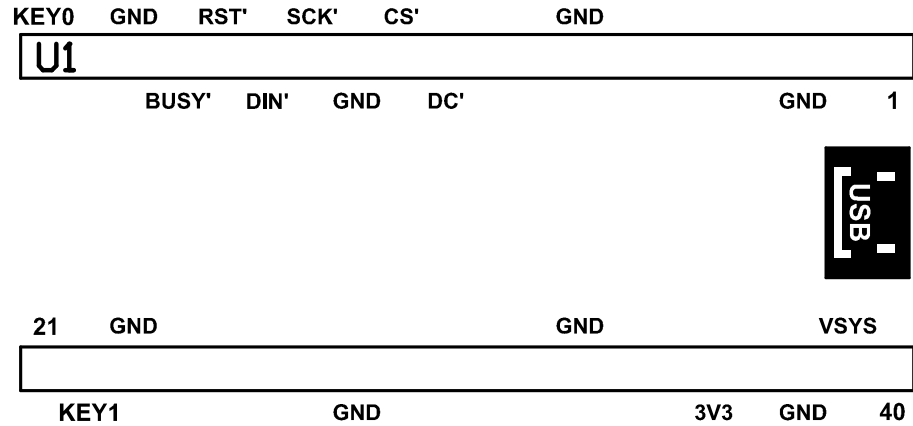 KEY0 GND RST' SCK' CS' GND
U1
BUSY' DIN' GND DC' GND 1
USB
21 GND GND VSYS
KEY1 GND 3V3 GND 40